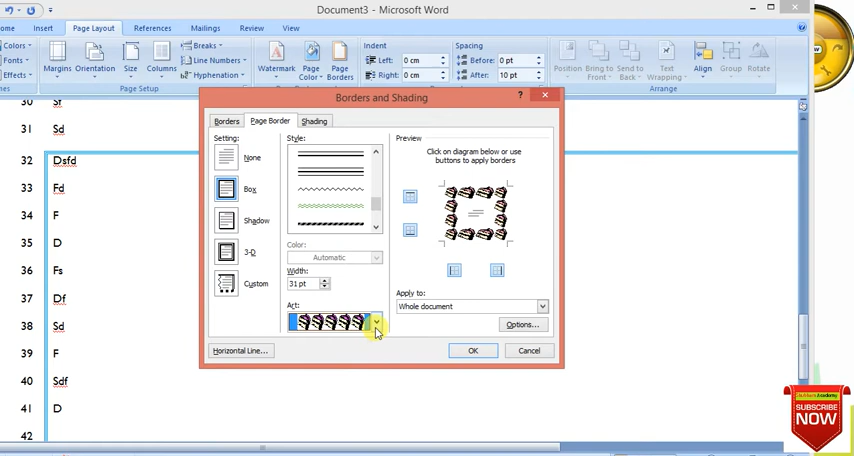 Document3 - Microsoft Word
ome Insert Page Layout References Mailings Review View
Colors
Fonts
Effects
Margins Orientation Size Columns
Breaks
Line Numbers
Hyphenation
Page Setup
Watermark Page Color Page Borders
Indent
Left: 0 cm
Right: 0 cm
Spacing
Before: 0 pt
After: 10 pt
Position Bring to Front Send to Back Text Wrapping Align Group Rotate
Arrange
30 Sf
31 Sd
32 Dsfd
33 Fd
34 F
35 D
36 Fs
37 Df
38 Sd
39 F
40 Sdf
41 D
42
Borders and Shading
?
Borders Page Border Shading
Setting:
None
Box
Shadow
3-D
Custom
Style:
Color:
Automatic
Width:
31 pt
Art:
Preview
Click on diagram below or use
buttons to apply borders
Apply to:
Whole document
Options...
Horizontal Line...
OK Cancel
SUBSCRIBE
NOW